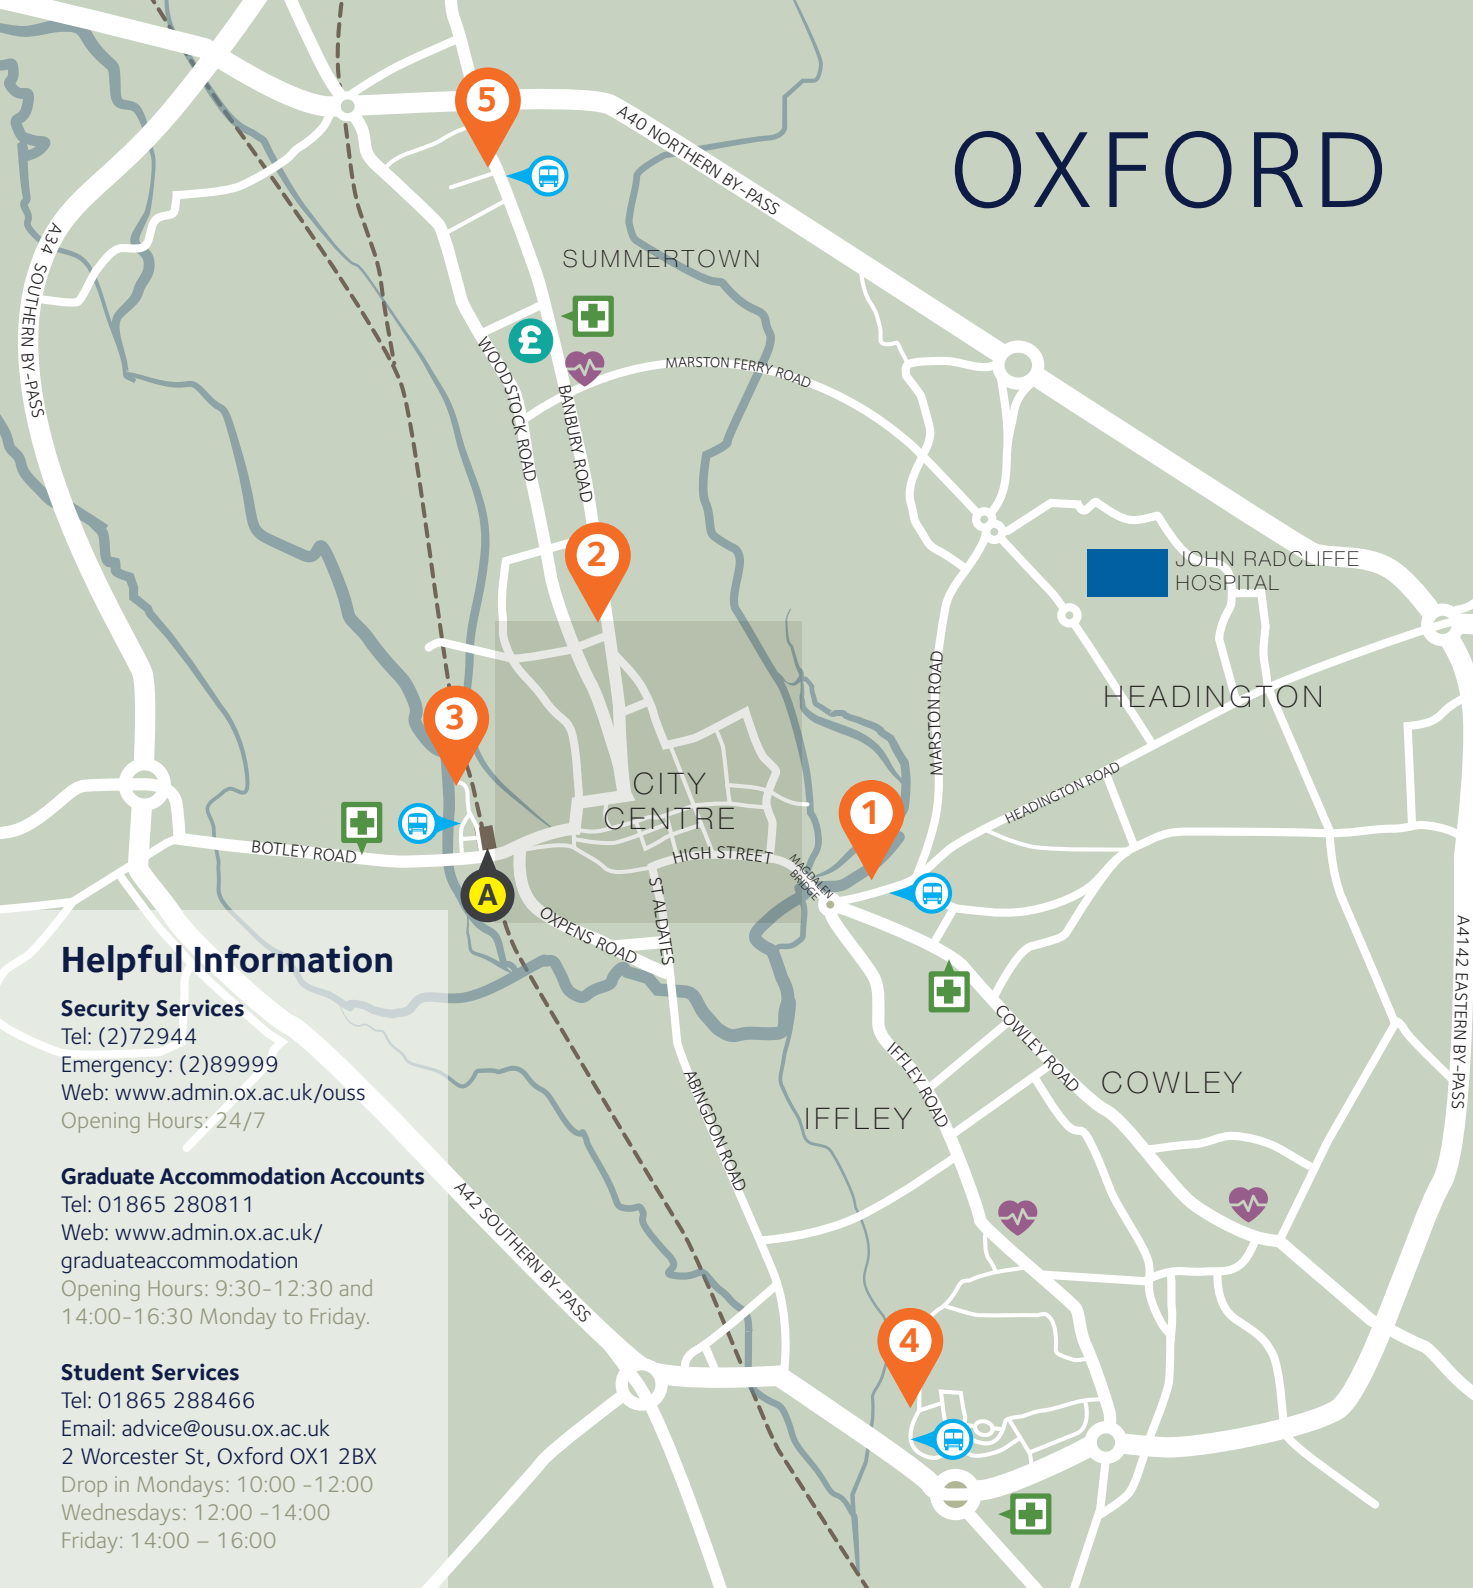 OXFORD
5
A40 NORTHERN BY-PASS
A34 SOUTHERN BY-PASS
SUMMERTOWN
£
WOODSTOCK ROAD
BANBURY ROAD
MARSTON FERRY ROAD
2
JOHN RADCLIFFE
HOSPITAL
MARSTON ROAD
HEADINGTON
3
CITY
CENTRE
HEADINGTON ROAD
1
BOTLEY ROAD
HIGH STREET
MAGDALEN
BRIDGE
A
ST ALDATES
OXPENS ROAD
A4142 EASTERN BY-PASS
COWLEY ROAD
IFFLEY ROAD
COWLEY
IFFLEY
ABINGDON ROAD
A42 SOUTHERN BY-PASS
4
Helpful Information
Security Services
Tel: (2)72944
Emergency: (2)89999
Web: www.admin.ox.ac.uk/ouss
Opening Hours: 24/7
Graduate Accommodation Accounts
Tel: 01865 280811
Web: www.admin.ox.ac.uk/
graduateaccommodation
Opening Hours: 9:30-12:30 and
14:00-16:30 Monday to Friday.
Student Services
Tel: 01865 288466
Email: advice@ousu.ox.ac.uk
2 Worcester St, Oxford OX1 2BX
Drop in Mondays: 10:00 -12:00
Wednesdays: 12:00 -14:00
Friday: 14:00 – 16:00